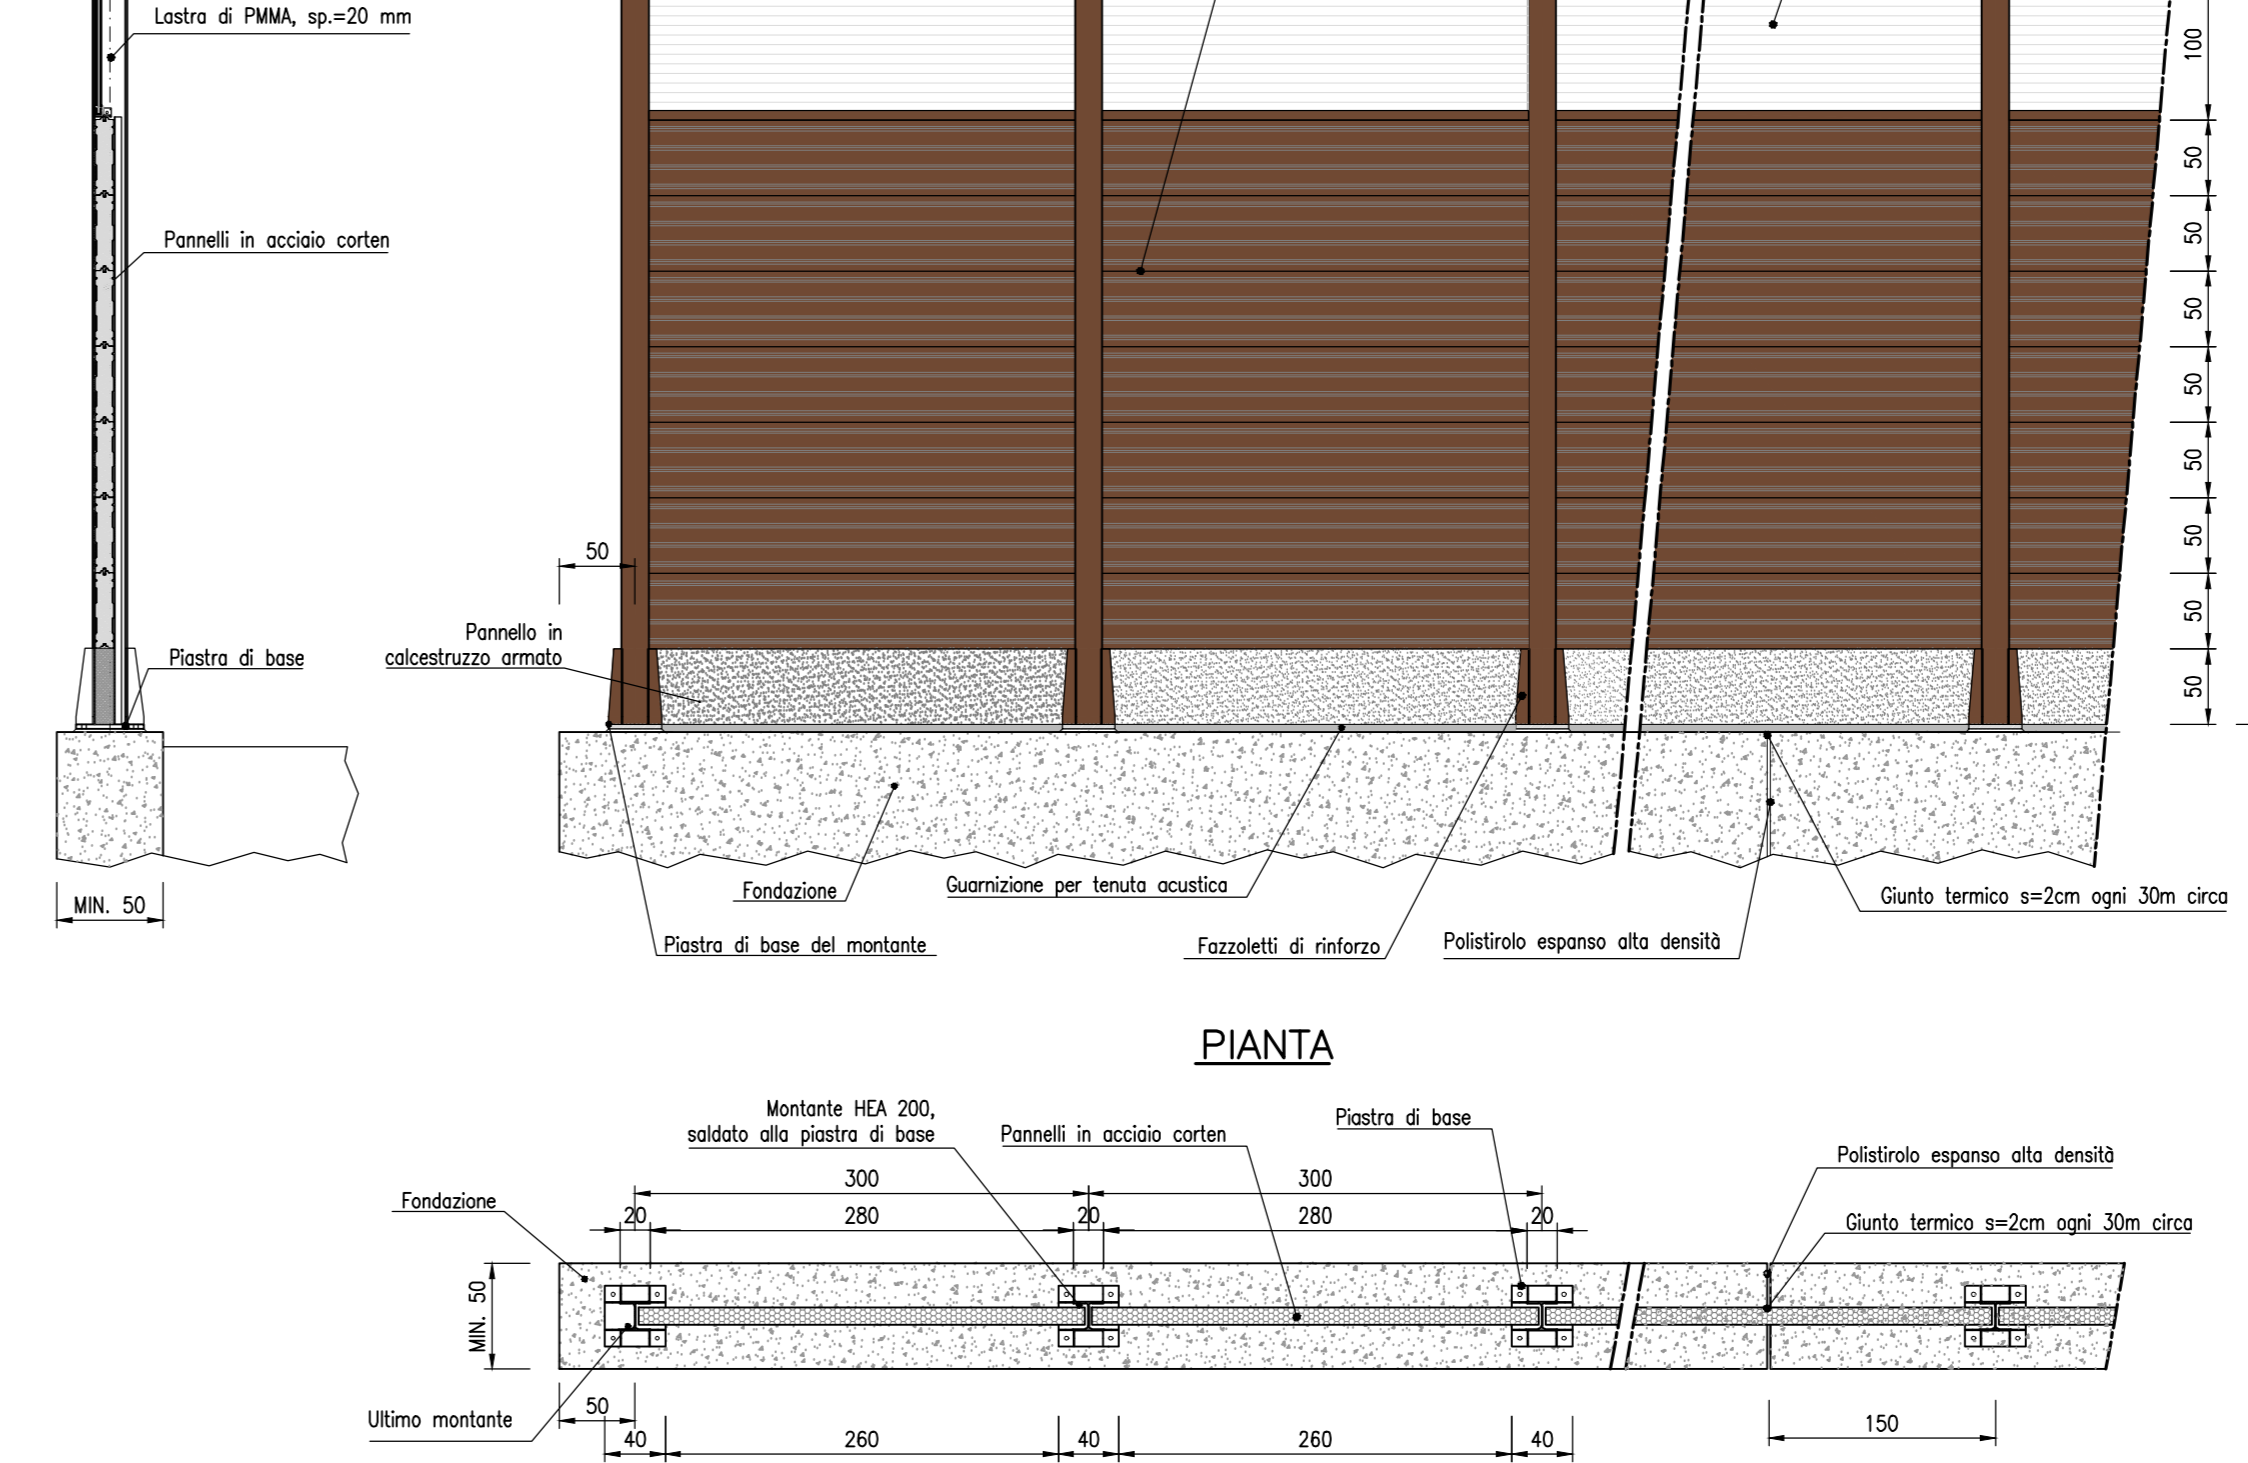 Lastra di PMMA, sp.=20 mm
100
50
Pannelli in acciaio corten
50
50
50
50
50
50
50
Pannello in
calcestruzzo armato
Piastra di base
50
Fondazione
Guarnizione per tenuta acustica
Giunto termico s=2cm ogni 30m circa
MIN. 50
Piastra di base del montante
Fazzoletti di rinforzo
Polistirolo espanso alta densità
PIANTA
Montante HEA 200,
saldato alla piastra di base
Pannelli in acciaio corten
Piastra di base
Polistirolo espanso alta densità
300
300
Fondazione
20
280
20
280
20
Giunto termico s=2cm ogni 30m circa
MIN. 50
Ultimo montante
50
150
40
260
40
260
40